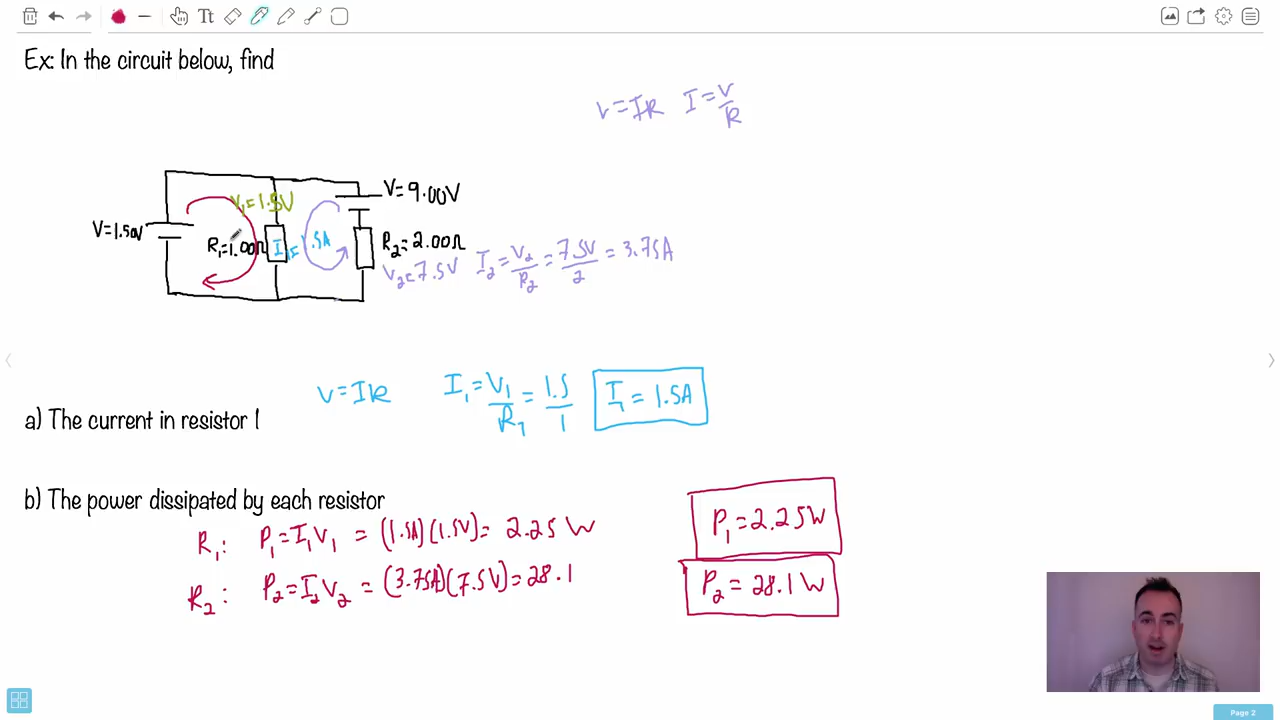 Tt
Ex: In the circuit below, find
V=IR I=V/R
V=9.00V
V₁=1.5V
V=1.50V
R₁=1.00Ω I₁=1.5A R₂=2.00Ω
V₂=7.5V I₂=V₂/R₂=7.5V/2=3.75A
V=IR I₁=V₁/R₁=1.5/1 I₁=1.5A
a) The current in resistor 1
b) The power dissipated by each resistor
R₁: P₁=I₁V₁ =(1.5A)(1.5V)= 2.25 W P₁=2.25W
R₂: P₂=I₂V₂ =(3.75A)(7.5V)=28.1 P₂=28.1W
Page 2